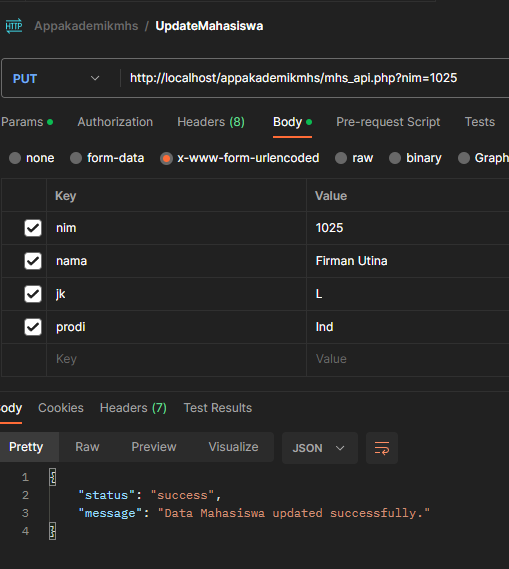 HTTP Appakademikmhs / UpdateMahasiswa
PUT http://localhost/appakademikmhs/mhs_api.php?nim=1025
Params Authorization Headers (8) Body Pre-request Script Tests
none form-data x-www-form-urlencoded raw binary Graph
Key Value
nim 1025
nama Firman Utina
jk L
prodi Ind
Key Value
ody Cookies Headers (7) Test Results
Pretty Raw Preview Visualize JSON
1 {
2 "status": "success",
3 "message": "Data Mahasiswa updated successfully."
4 }